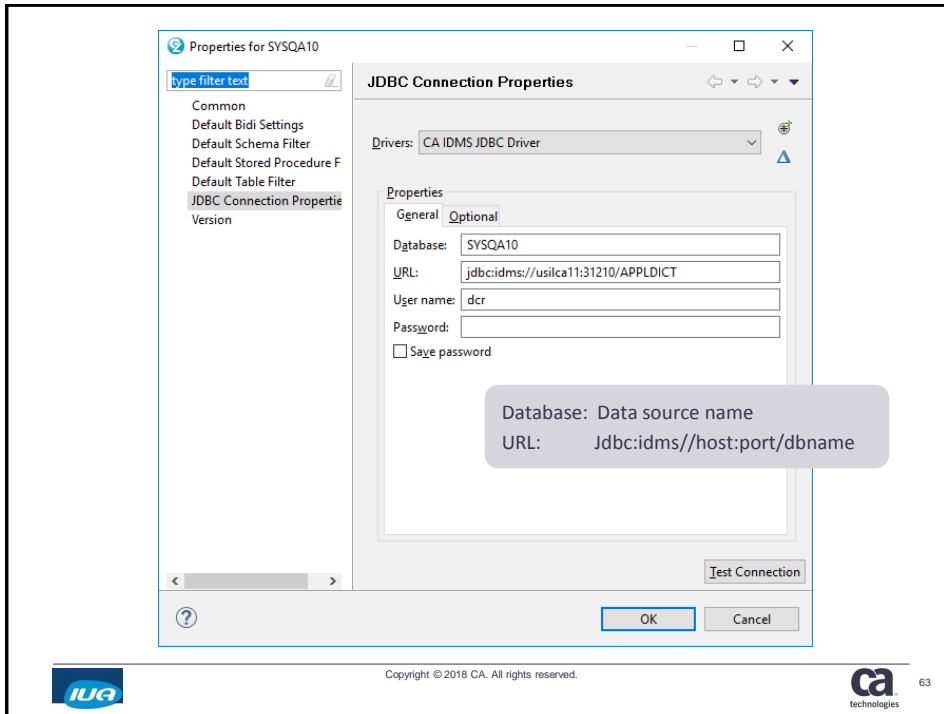 Properties for SYSQA10
type filter text
Common
Default Bidi Settings
Default Schema Filter
Default Stored Procedure F
Default Table Filter
JDBC Connection Propertie
Version
JDBC Connection Properties
Drivers: CA IDMS JDBC Driver
Properties
General Optional
Database: SYSQA10
URL: jdbc:idms://usilca11:31210/APPLDICT
User name: dcr
Password:
Save password
Database: Data source name
URL: Jdbc:idms//host:port/dbname
Test Connection
OK Cancel
IUA
Copyright © 2018 CA. All rights reserved.
ca technologies
63